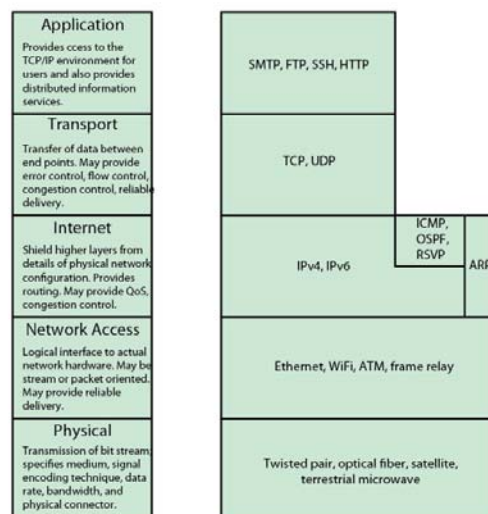 Application
Provides ccess to the
TCP/IP environment for
users and also provides
distributed information
services.
SMTP, FTP, SSH, HTTP
Transport
Transfer of data between
end points. May provide
error control, flow control,
congestion control, reliable
delivery.
TCP, UDP
Internet
Shield higher layers from
details of physical network
configuration. Provides
routing. May provide QoS,
congestion control.
IPv4, IPv6
ICMP,
OSPF,
RSVP
ARP
Network Access
Logical interface to actual
network hardware. May be
stream or packet oriented.
May provide reliable
delivery.
Ethernet, WiFi, ATM, frame relay
Physical
Transmission of bit stream;
specifies medium, signal
encoding technique, data
rate, bandwidth, and
physical connector.
Twisted pair, optical fiber, satellite,
terrestrial microwave